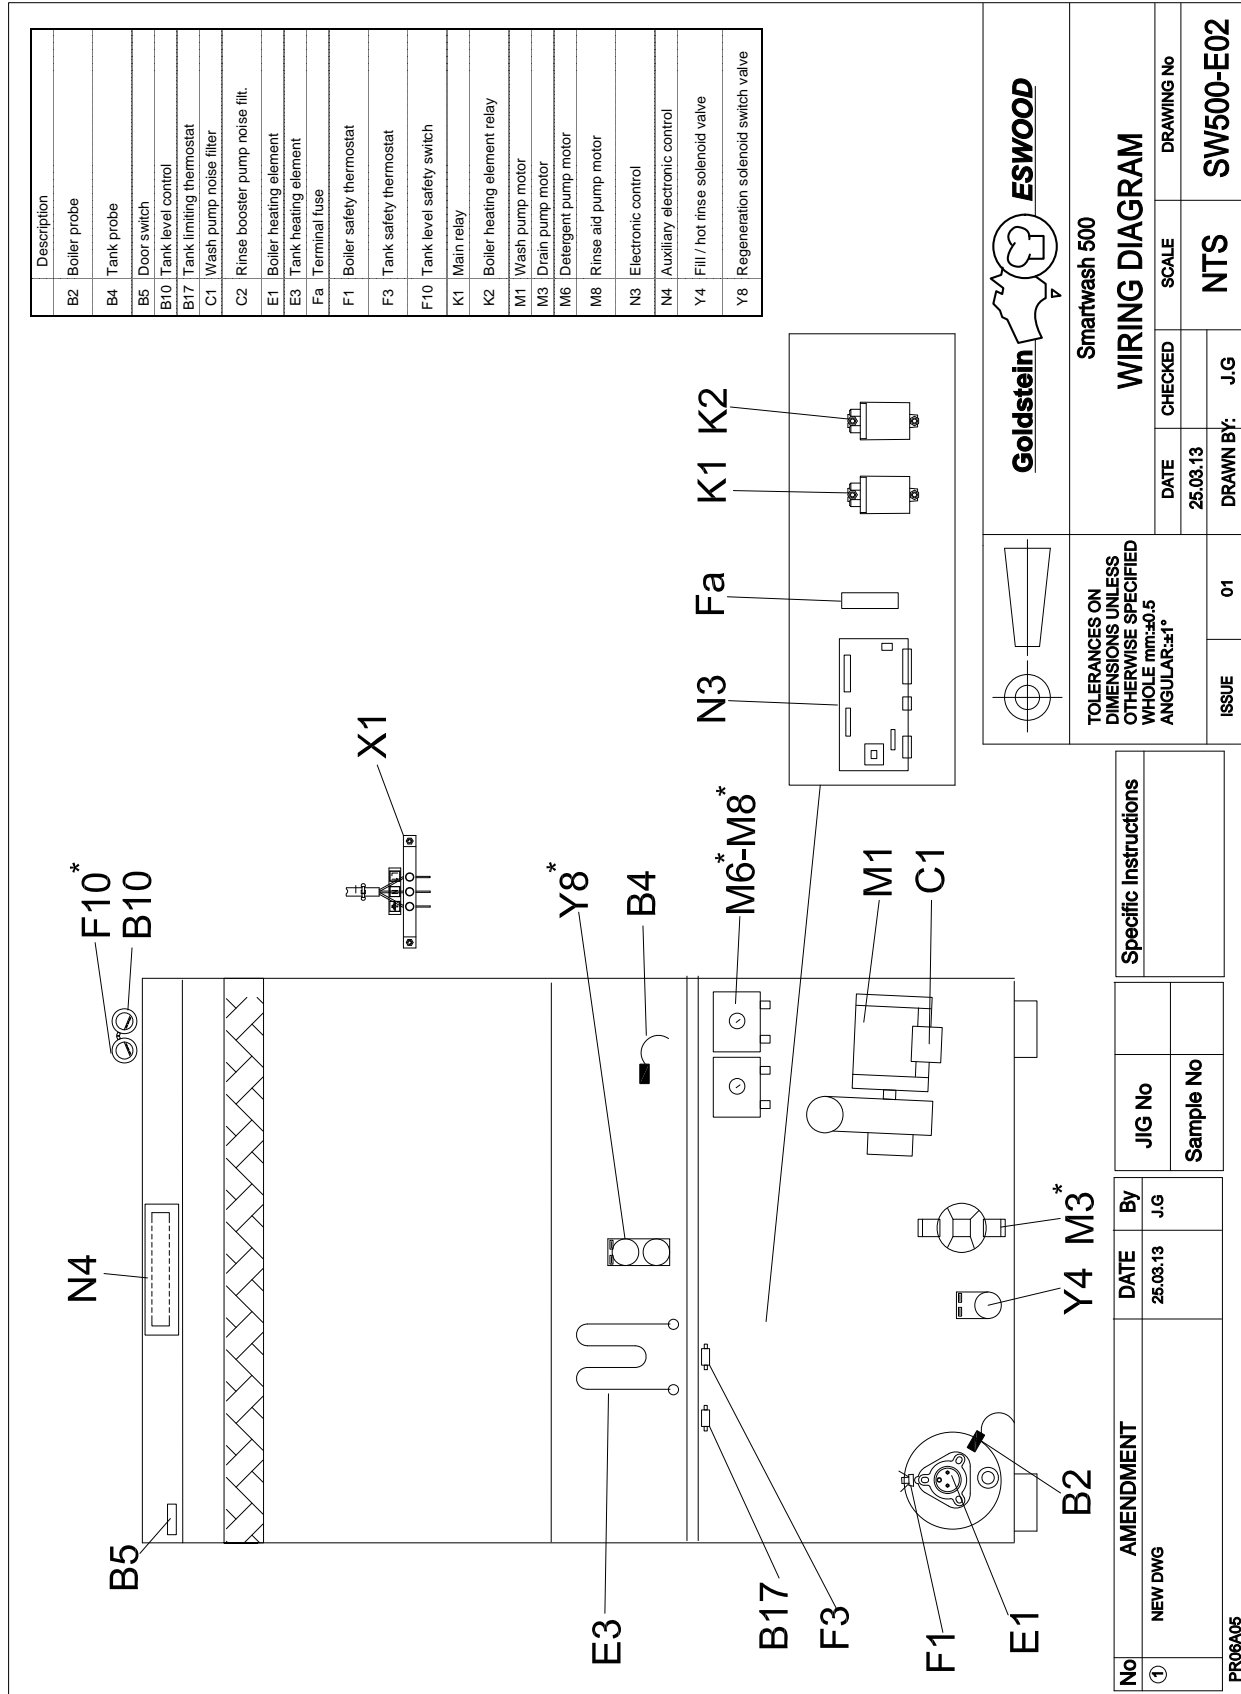 Description
B2 Boiler probe
B4 Tank probe
B5 Door switch
B10 Tank level control
B17 Tank limiting thermostat
C1 Wash pump noise filter
C2 Rinse booster pump noise filt.
E1 Boiler heating element
E3 Tank heating element
Fa Terminal fuse
F1 Boiler safety thermostat
F3 Tank safety thermostat
F10 Tank level safety switch
K1 Main relay
K2 Boiler heating element relay
M1 Wash pump motor
M3 Drain pump motor
M6 Detergent pump motor
M8 Rinse aid pump motor
N3 Electronic control
N4 Auxiliary electronic control
Y4 Fill / hot rinse solenoid valve
Y8 Regeneration solenoid switch valve
B5
N4
F10*
B10
X1
E3
Y8*
B4
B17
F3
M6*-M8*
N3
Fa
K1
K2
F1
E1
B2
Y4
M3*
M1
C1
No AMENDMENT DATE By
1 NEW DWG 25.03.13 J.G
PR06A05
JIG No
Sample No
Specific Instructions
TOLERANCES ON
DIMENSIONS UNLESS
OTHERWISE SPECIFIED
WHOLE mm:±0.5
ANGULAR:±1°
ISSUE 01
Goldstein ESWOOD
Smartwash 500
WIRING DIAGRAM
DATE CHECKED SCALE DRAWING No
25.03.13 NTS SW500-E02
DRAWN BY: J.G